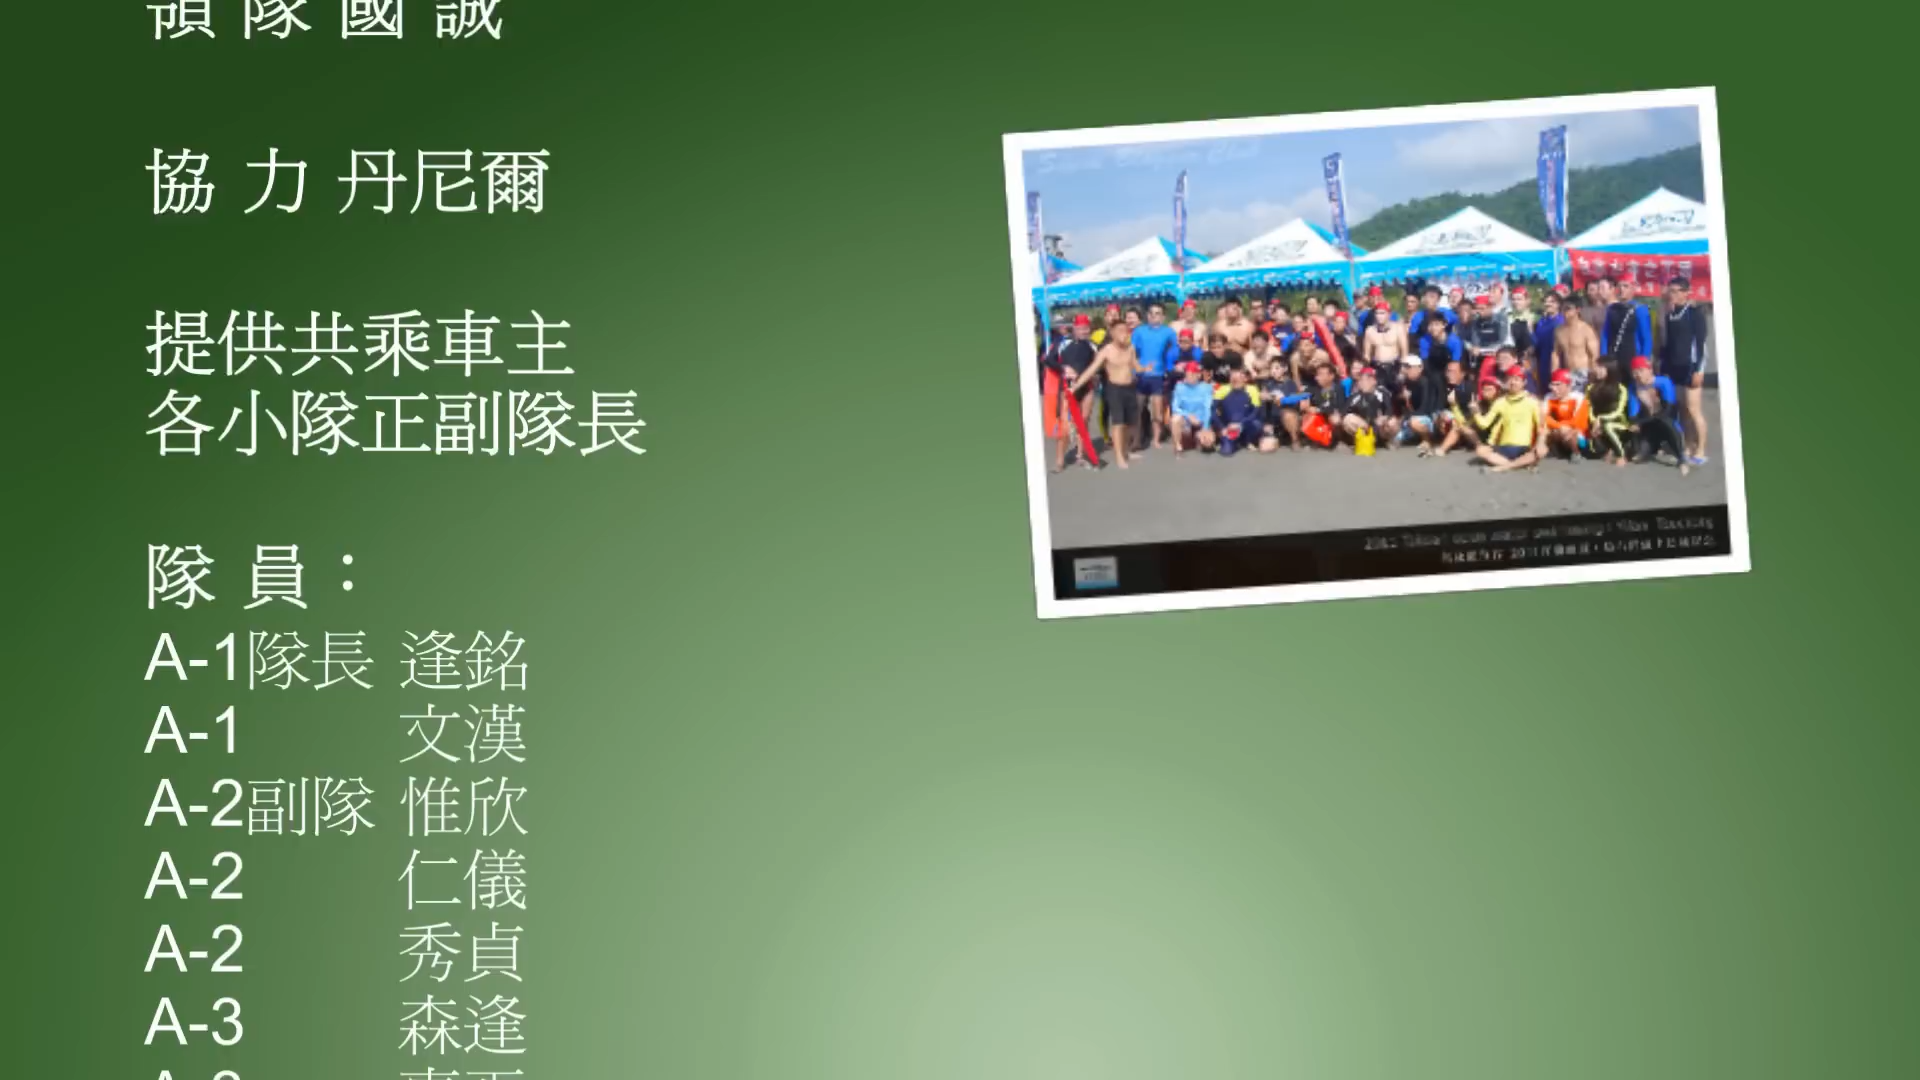 領 隊 國 誠
協 力 丹尼爾
提供共乘車主
各小隊正副隊長
隊 員：
A-1隊長 逢銘
A-1 文漢
A-2副隊 惟欣
A-2 仁儀
A-2 秀貞
A-3 森逢